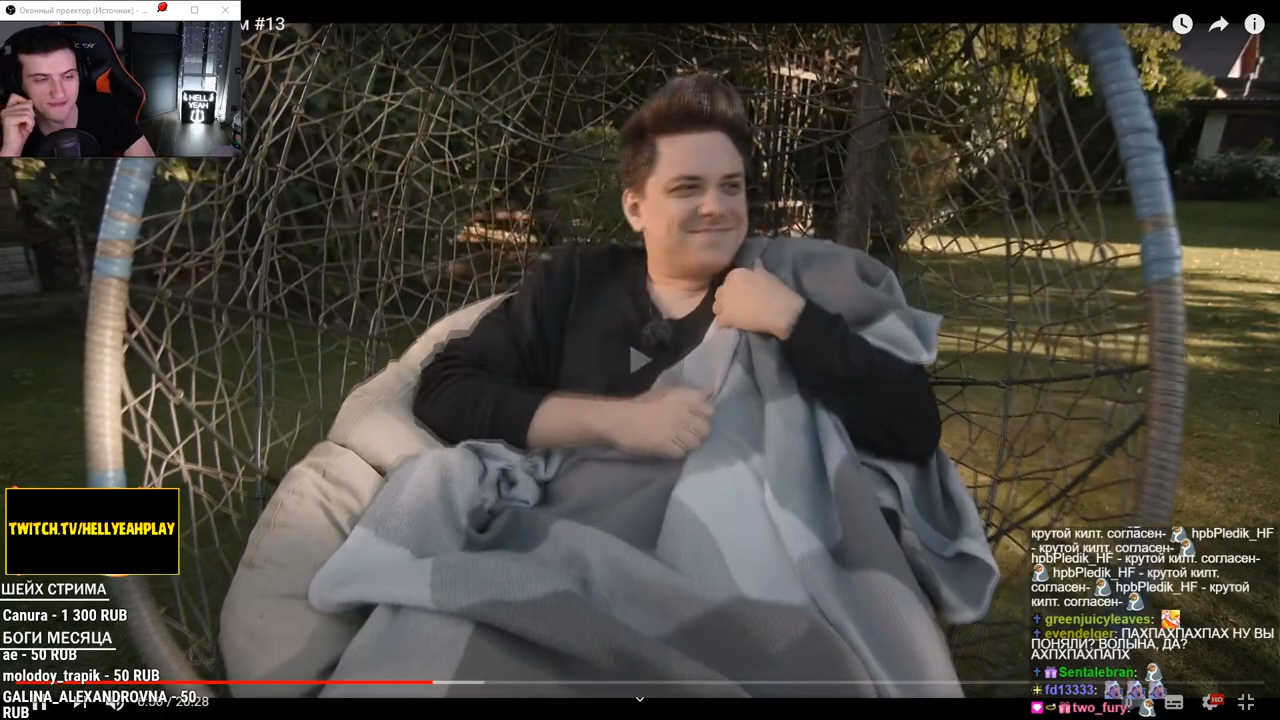 Оконный проектор (Источник) - ...
м #13
HELL
YEAH
TWITCH.TV/HELLYEAHPLAY
ШЕЙХ СТРИМА
Canura - 1 300 RUB
БОГИ МЕСЯЦА
ae - 50 RUB
molodoy_trapik - 50 RUB
GALINA_ALEXANDROVNA - 50
RUB
20:28
HD
крутой килт. согласен- hpbPledik_HF
- крутой килт. согласен-
hpbPledik_HF - крутой килт. согласен-
hpbPledik_HF - крутой килт.
согласен- hpbPledik_HF - крутой
килт. согласен-
greenjuicyleaves:
evendelger: ПАХПАХПАХПАХ НУ ВЫ
ПОНЯЛИ? ВОЛЫНА, ДА?
АХПХПАХПАПХ
Sentalebran:
fd13333:
two_fury: